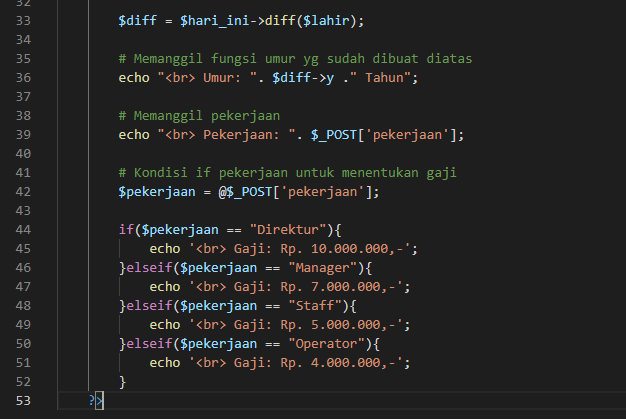 32
33 $diff = $hari_ini->diff($lahir);
34
35 # Memanggil fungsi umur yg sudah dibuat diatas
36 echo "<br> Umur: ". $diff->y ." Tahun";
37
38 # Memanggil pekerjaan
39 echo "<br> Pekerjaan: ". $_POST['pekerjaan'];
40
41 # Kondisi if pekerjaan untuk menentukan gaji
42 $pekerjaan = @$_POST['pekerjaan'];
43
44 if($pekerjaan == "Direktur"){
45 echo '<br> Gaji: Rp. 10.000.000,-';
46 }elseif($pekerjaan == "Manager"){
47 echo '<br> Gaji: Rp. 7.000.000,-';
48 }elseif($pekerjaan == "Staff"){
49 echo '<br> Gaji: Rp. 5.000.000,-';
50 }elseif($pekerjaan == "Operator"){
51 echo '<br> Gaji: Rp. 4.000.000,-';
52 }
53 ?>